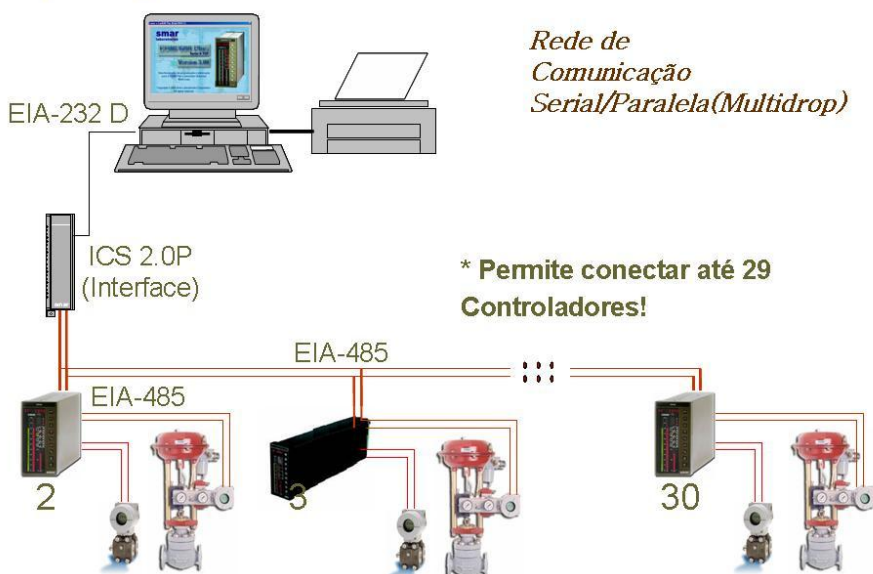 Rede de
Comunicação
Serial/Paralela(Multidrop)
smar
EIA-232 D
ICS 2.0P
(Interface)
* Permite conectar até 29
Controladores!
EIA-485
EIA-485
2
3
30